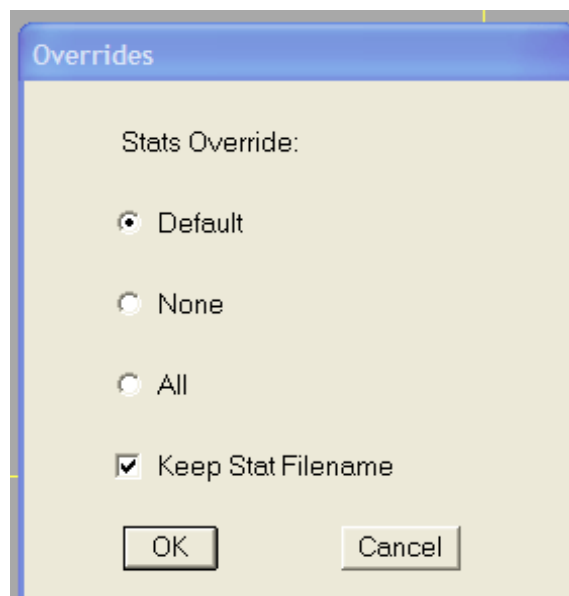 Overrides
Stats Override:
Default
None
All
Keep Stat Filename
OK Cancel